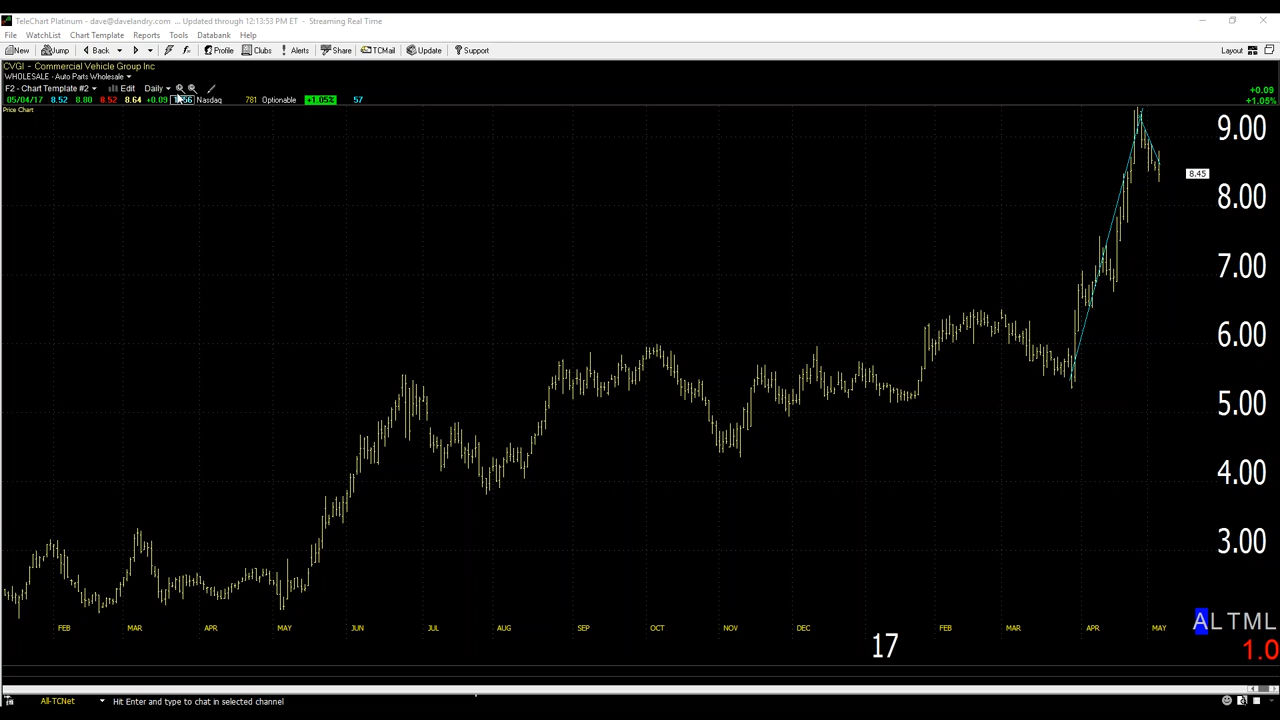 TeleChart Platinum - dave@davelandry.com ... Updated through 12:13:53 PM ET - Streaming Real Time
File WatchList Chart Template Reports Tools Databank Help
New Jump Back Profile Clubs Alerts Share TCMail Update Support Layout
CVGI - Commercial Vehicle Group Inc
WHOLESALE - Auto Parts Wholesale
F2 - Chart Template #2 Edit Daily
+0.09
05/04/17 8.52 8.80 8.52 8.64 +0.09 Nasdaq 781 Optionable +1.05% 57
+1.05%
Price Chart
9.00
8.45
8.00
7.00
6.00
5.00
4.00
3.00
ALTML
FEB MAR APR MAY JUN JUL AUG SEP OCT NOV DEC 17 FEB MAR APR MAY
1.0
All-TCNet Hit Enter and type to chat in selected channel